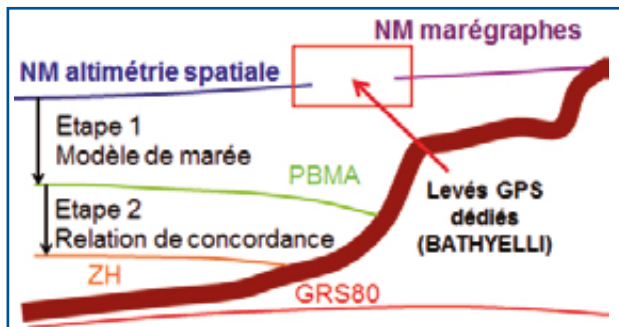 NM marégraphes
NM altimétrie spatiale
Etape 1
Modèle de marée
PBMA
Etape 2
Relation de concordance
Levés GPS
dédiés
(BATHYELLI)
ZH
GRS80